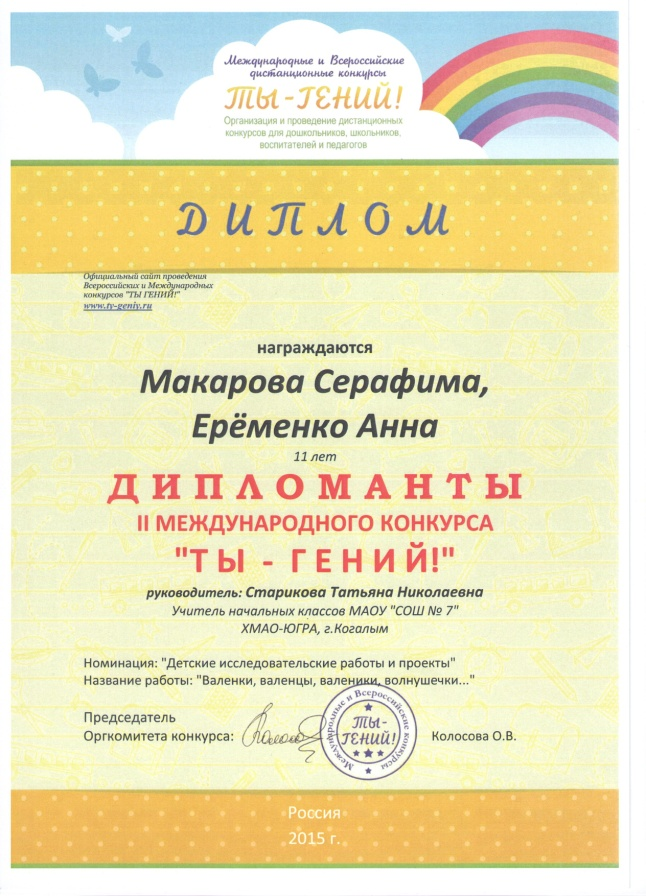 Международные и Всероссийские
дистанционные конкурсы
ТЫ - ГЕНИЙ!
Организация и проведение дистанционных
конкурсов для дошкольников, школьников,
воспитателей и педагогов
ДИПЛОМ
Официальный сайт проведения
Всероссийских и Международных
конкурсов "ТЫ ГЕНИЙ!"
www.ty-geniy.ru
награждаются
Макарова Серафима,
Ерёменко Анна
11 лет
ДИПЛОМАНТЫ
II МЕЖДУНАРОДНОГО КОНКУРСА
"ТЫ - ГЕНИЙ!"
руководитель: Старикова Татьяна Николаевна
Учитель начальных классов МАОУ "СОШ № 7"
ХМАО-ЮГРА, г.Когалым
Номинация: "Детские исследовательские работы и проекты"
Название работы: "Валенки, валенцы, валеники, волнушечки..."
Председатель
Оргкомитета конкурса:
Международные и Всероссийские конкурсы
ТЫ-
ГЕНИЙ!
Колосова О.В.
Россия
2015 г.